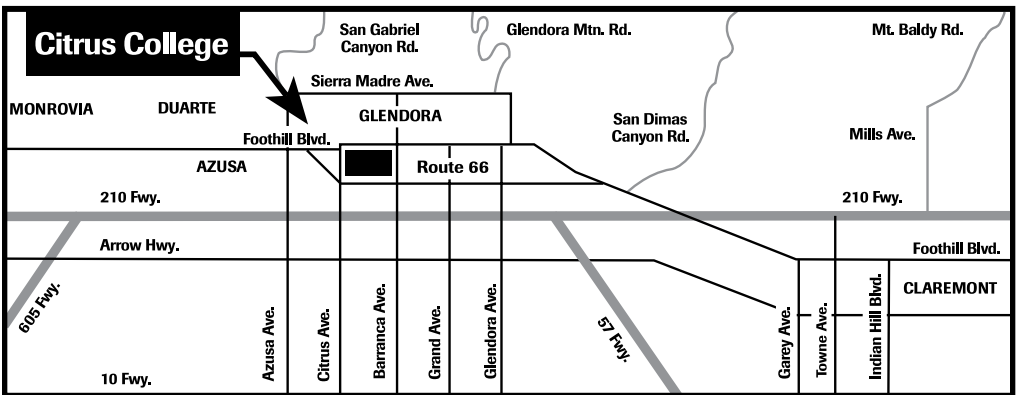 Citrus College
San Gabriel
Canyon Rd.
Glendora Mtn. Rd.
Mt. Baldy Rd.
Sierra Madre Ave.
MONROVIA
DUARTE
GLENDORA
San Dimas
Canyon Rd.
Foothill Blvd.
Mills Ave.
AZUSA
Route 66
210 Fwy.
210 Fwy.
Arrow Hwy.
Foothill Blvd.
605 Fwy.
Azusa Ave.
Citrus Ave.
Barranca Ave.
Grand Ave.
Glendora Ave.
57 Fwy.
Garey Ave.
Towne Ave.
Indian Hill Blvd.
CLAREMONT
10 Fwy.